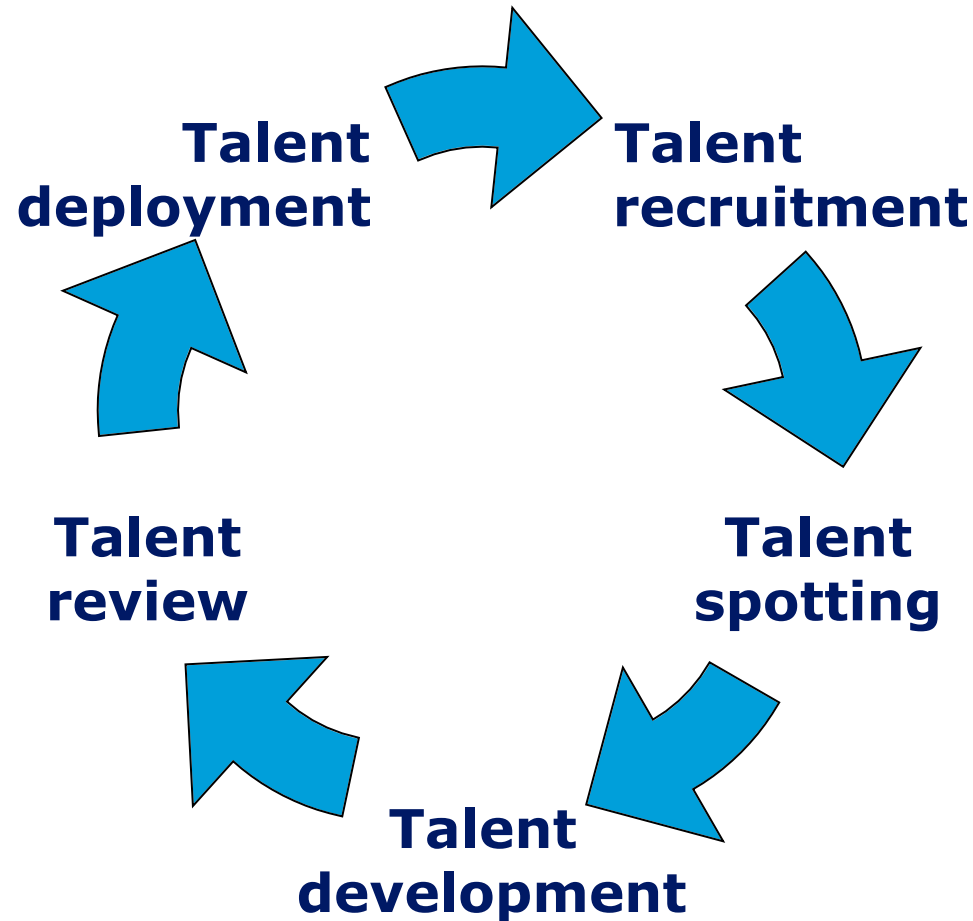 Talent
deployment
Talent
recruitment
Talent
spotting
Talent
development
Talent
review